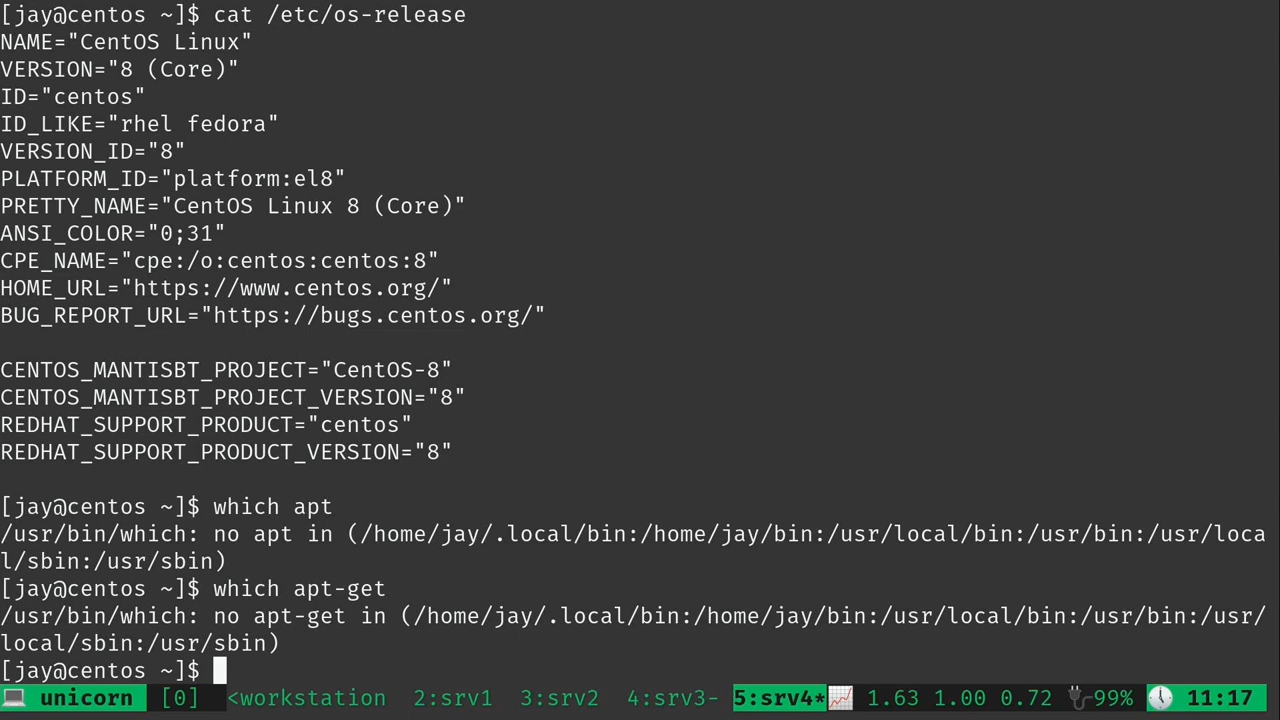 [jay@centos ~]$ cat /etc/os-release
NAME="CentOS Linux"
VERSION="8 (Core)"
ID="centos"
ID_LIKE="rhel fedora"
VERSION_ID="8"
PLATFORM_ID="platform:el8"
PRETTY_NAME="CentOS Linux 8 (Core)"
ANSI_COLOR="0;31"
CPE_NAME="cpe:/o:centos:centos:8"
HOME_URL="https://www.centos.org/"
BUG_REPORT_URL="https://bugs.centos.org/"

CENTOS_MANTISBT_PROJECT="CentOS-8"
CENTOS_MANTISBT_PROJECT_VERSION="8"
REDHAT_SUPPORT_PRODUCT="centos"
REDHAT_SUPPORT_PRODUCT_VERSION="8"

[jay@centos ~]$ which apt
/usr/bin/which: no apt in (/home/jay/.local/bin:/home/jay/bin:/usr/local/bin:/usr/bin:/usr/loca
l/sbin:/usr/sbin)
[jay@centos ~]$ which apt-get
/usr/bin/which: no apt-get in (/home/jay/.local/bin:/home/jay/bin:/usr/local/bin:/usr/bin:/usr/
local/sbin:/usr/sbin)
[jay@centos ~]$
unicorn [0] <workstation 2:srv1 3:srv2 4:srv3- 5:srv4* 1.63 1.00 0.72 99% 11:17